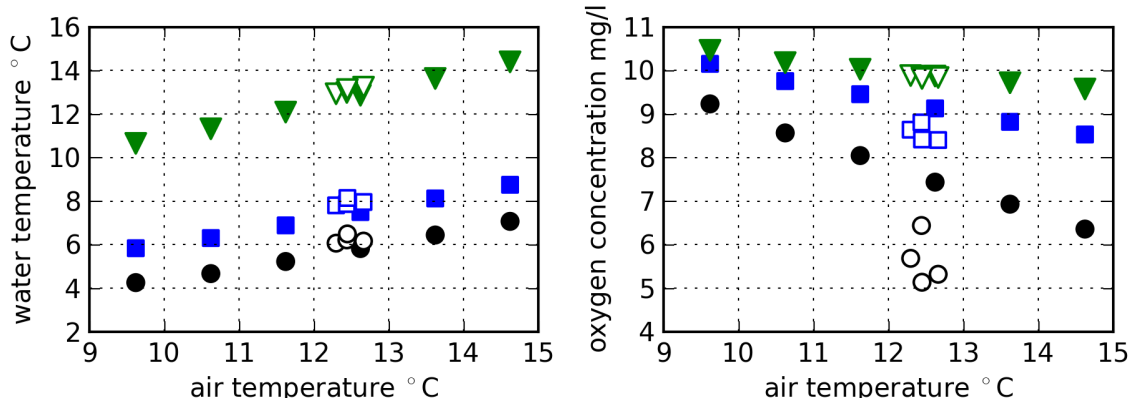 water temperature °C
16
14
12
10
8
6
4
2
9 10 11 12 13 14 15
air temperature °C
oxygen concentration mg/l
11
10
9
8
7
6
5
4
9 10 11 12 13 14 15
air temperature °C